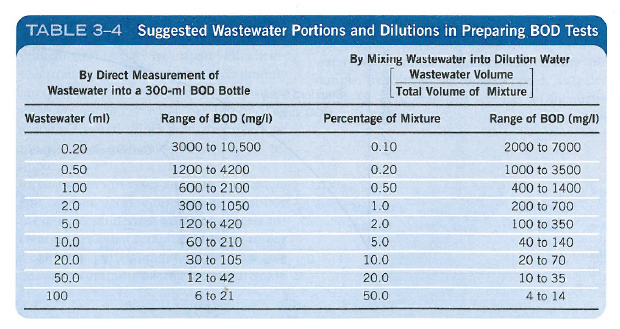 TABLE 3–4 Suggested Wastewater Portions and Dilutions in Preparing BOD Tests
By Direct Measurement of
Wastewater into a 300-ml BOD Bottle
By Mixing Wastewater into Dilution Water
[Wastewater Volume
Total Volume of Mixture]
Wastewater (ml) Range of BOD (mg/l) Percentage of Mixture Range of BOD (mg/l)
0.20 3000 to 10,500 0.10 2000 to 7000
0.50 1200 to 4200 0.20 1000 to 3500
1.00 600 to 2100 0.50 400 to 1400
2.0 300 to 1050 1.0 200 to 700
5.0 120 to 420 2.0 100 to 350
10.0 60 to 210 5.0 40 to 140
20.0 30 to 105 10.0 20 to 70
50.0 12 to 42 20.0 10 to 35
100 6 to 21 50.0 4 to 14